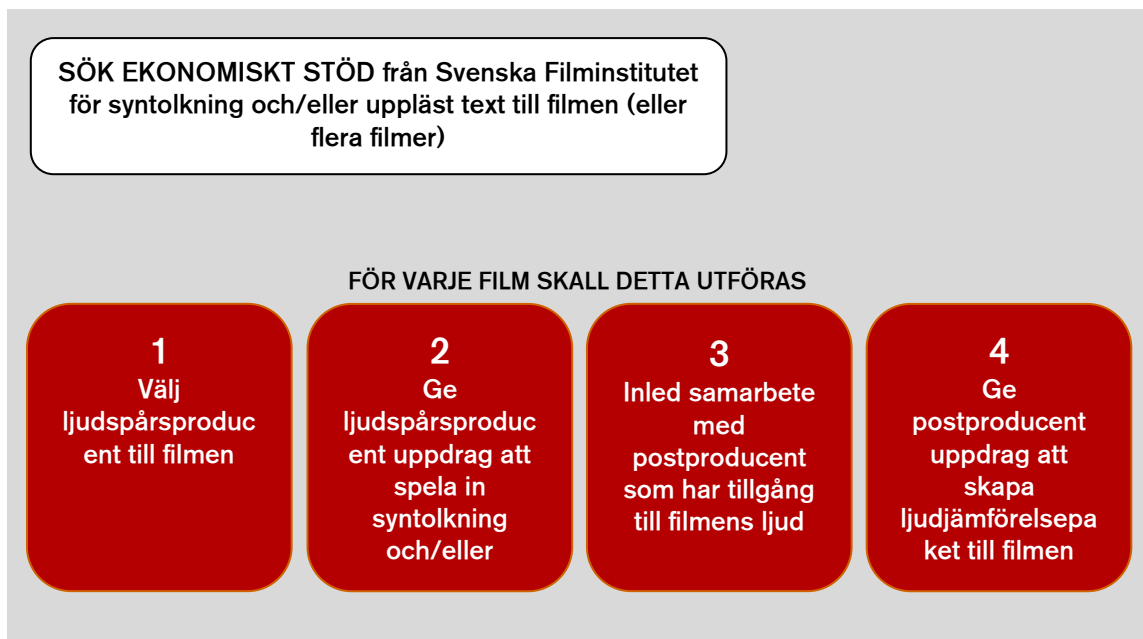 SÖK EKONOMISKT STÖD från Svenska Filminstitutet
för syntolkning och/eller uppläst text till filmen (eller
flera filmer)
FÖR VARJE FILM SKALL DETTA UTFÖRAS
1
Välj
ljudspårsproduc
ent till filmen
2
Ge
ljudspårsproduc
ent uppdrag att
spela in
syntolkning
och/eller
3
Inled samarbete
med
postproducent
som har tillgång
till filmens ljud
4
Ge
postproducent
uppdrag att
skapa
ljudjämförelsepa
ket till filmen